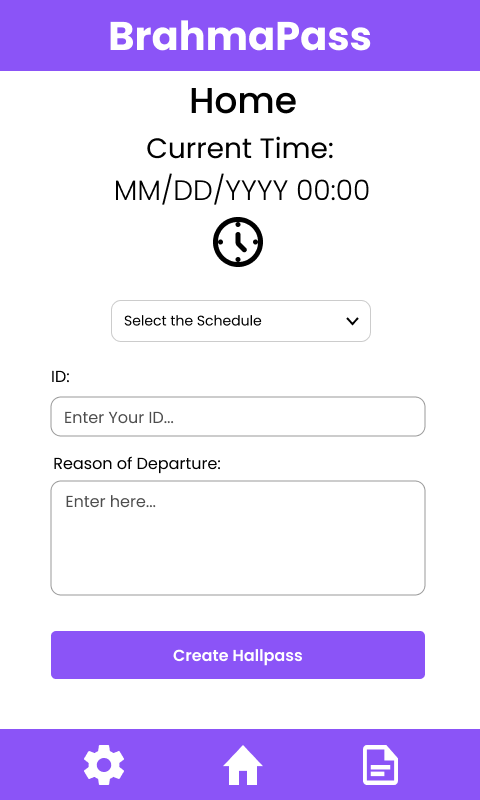 BrahmaPass
Home
Current Time:
MM/DD/YYYY 00:00
Select the Schedule
ID:
Enter Your ID...
Reason of Departure:
Enter here...
Create Hallpass